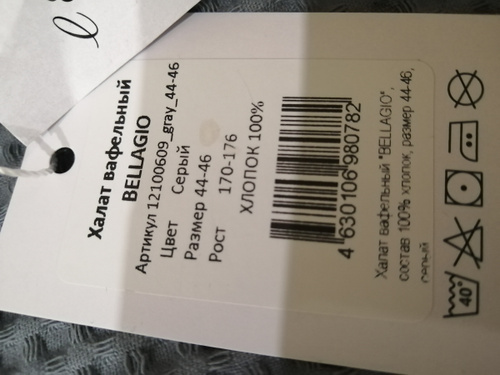 Халат вафельный
BELLAGIO
Артикул 12100609_gray_44-46
Цвет Серый
Размер 44-46
Рост 170-176
ХЛОПОК 100%
4 630106 980782
Халат вафельный "BELLAGIO",
состав 100% хлопок, размер 44-46,
серый
40°